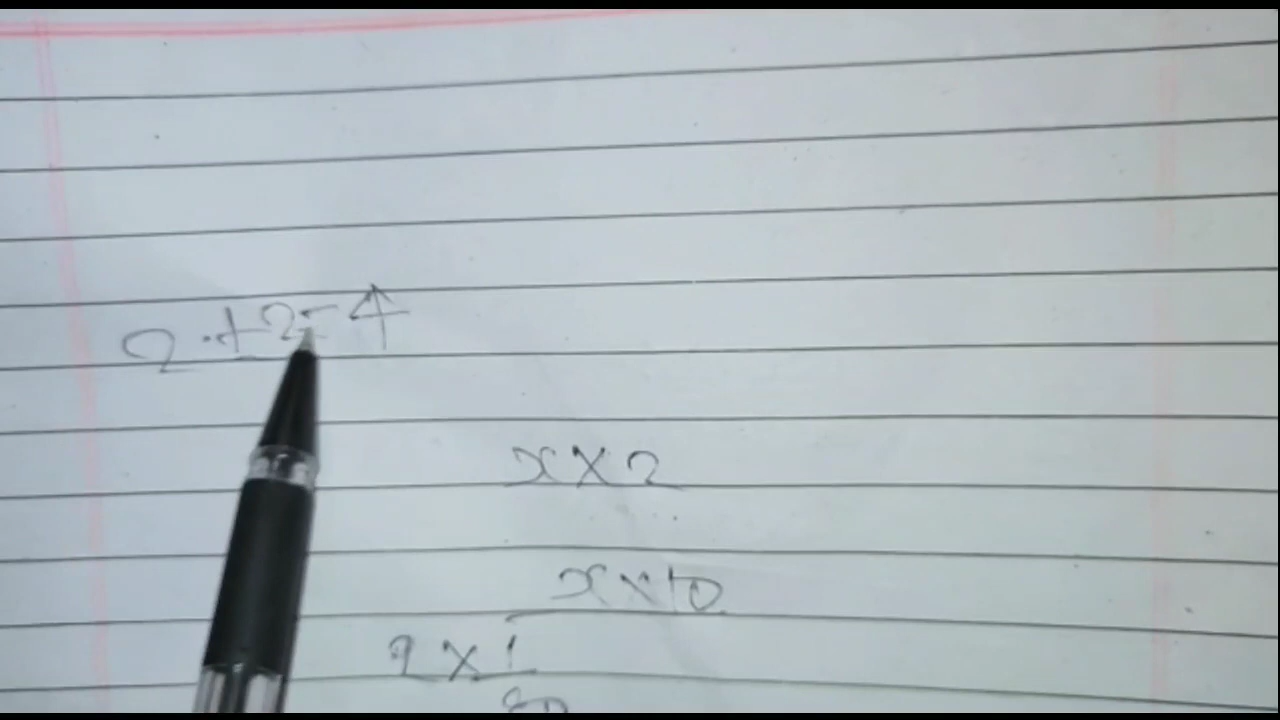 2 + 2 = 4
x × 2
x × 10
2 × 1